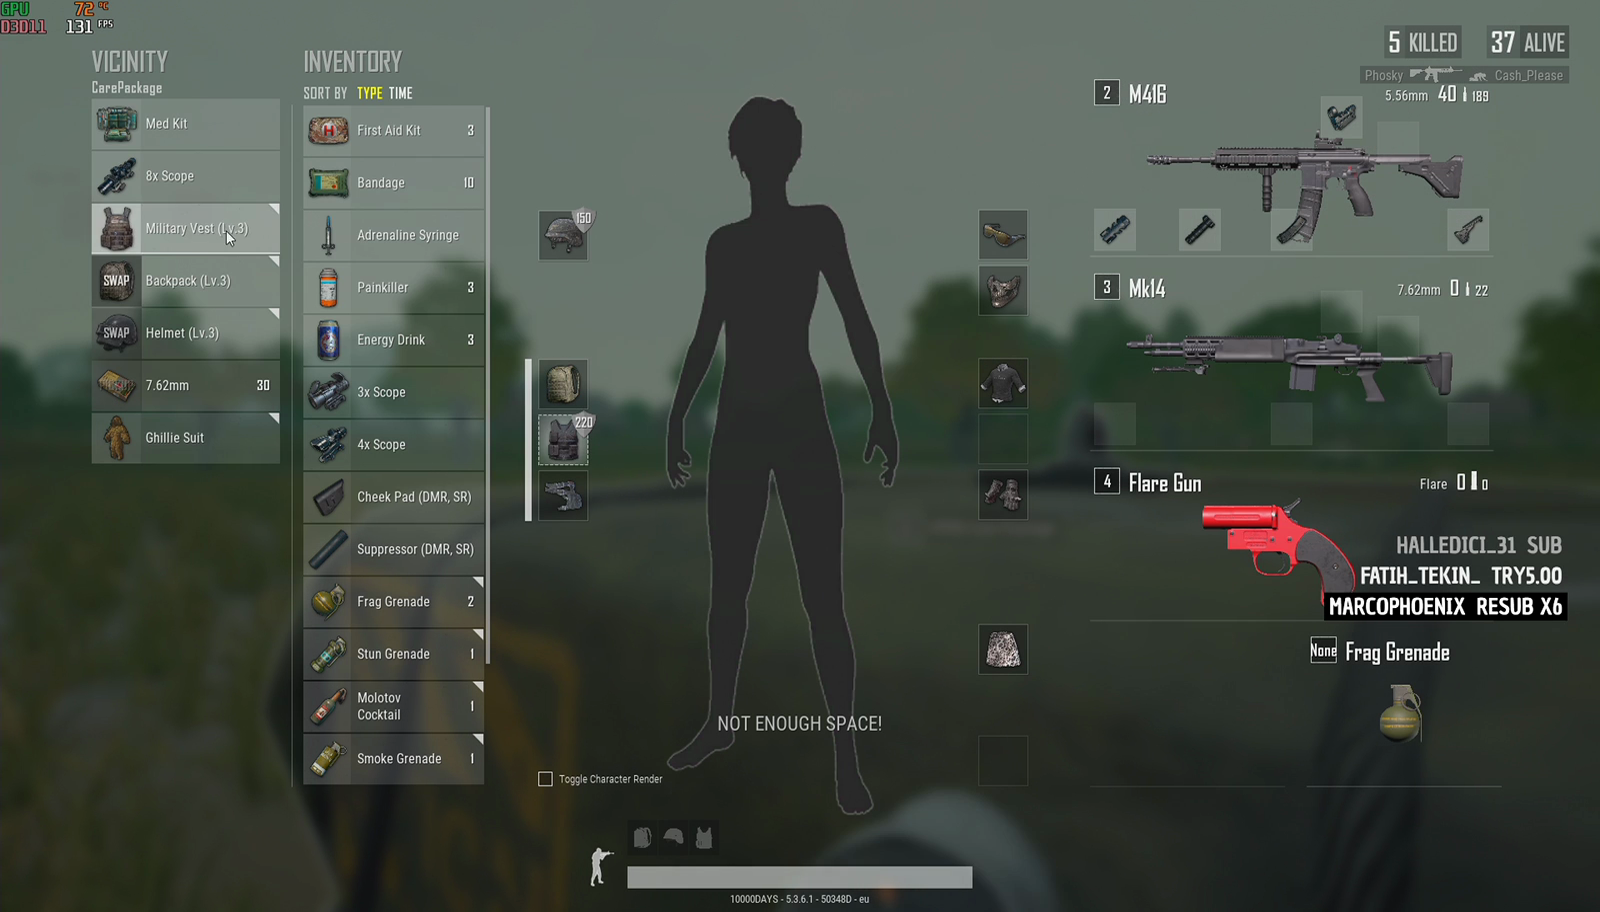 GPU 72 °C
D3D11 131 FPS
VICINITY
CarePackage
Med Kit
8x Scope
Military Vest (Lv.3)
SWAP Backpack (Lv.3)
SWAP Helmet (Lv.3)
7.62mm 30
Ghillie Suit
INVENTORY
SORT BY TYPE TIME
First Aid Kit 3
Bandage 10
Adrenaline Syringe
Painkiller 3
Energy Drink 3
3x Scope
4x Scope
Cheek Pad (DMR, SR)
Suppressor (DMR, SR)
Frag Grenade 2
Stun Grenade 1
Molotov
Cocktail 1
Smoke Grenade 1
150
220
NOT ENOUGH SPACE!
Toggle Character Render
10000DAYS - 5.3.6.1 - 50348D - eu
5 KILLED 37 ALIVE
Phosky Cash_Please
2 M416 5.56mm 40 189
3 Mk14 7.62mm 0 22
4 Flare Gun Flare 0 0
HALLEDICI_31 SUB
FATIH_TEKIN_ TRY5.00
MARCOPHOENIX RESUB X6
None Frag Grenade